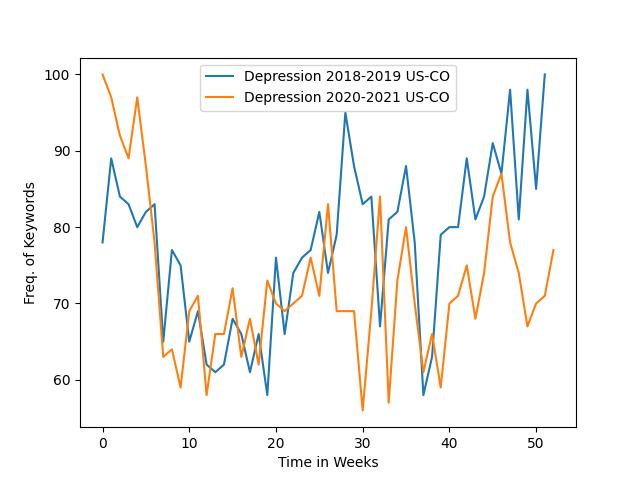 Depression 2018-2019 US-CO
Depression 2020-2021 US-CO
Freq. of Keywords
100
90
80
70
60
0 10 20 30 40 50
Time in Weeks